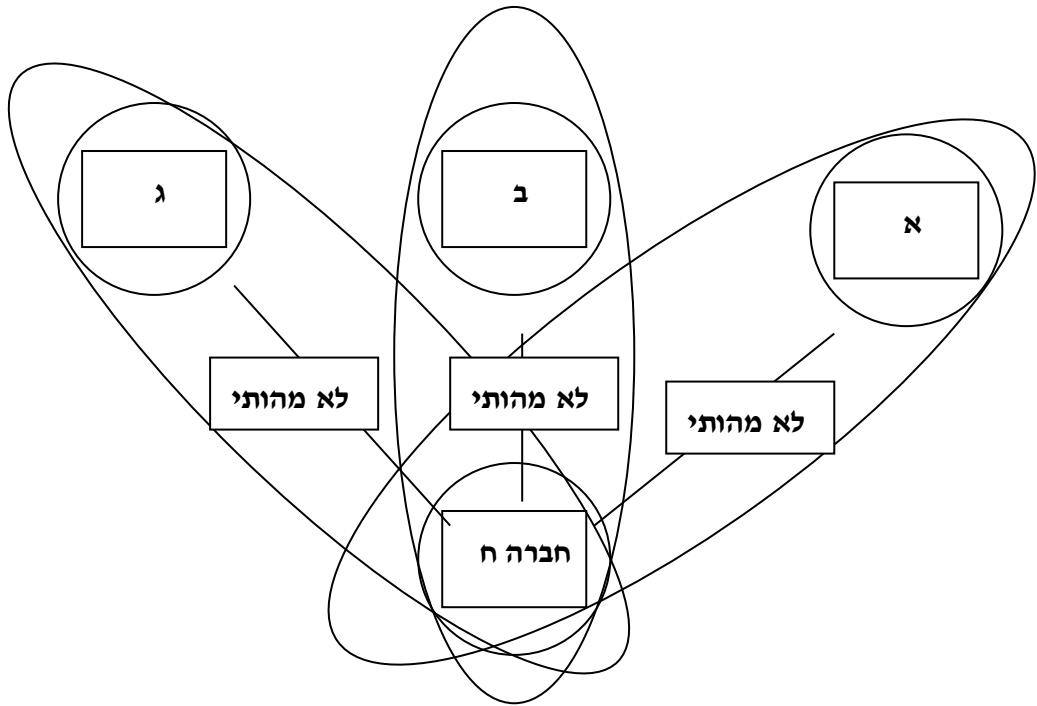 א
ב
ג
לא מהותי
לא מהותי
לא מהותי
חברה ח